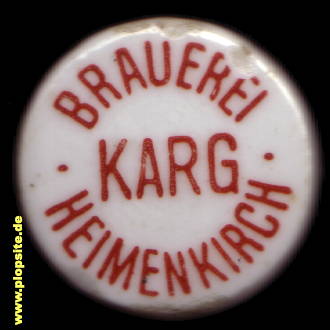 BRAUEREI
KARG
· HEIMENKIRCH ·
www.plopsite.de